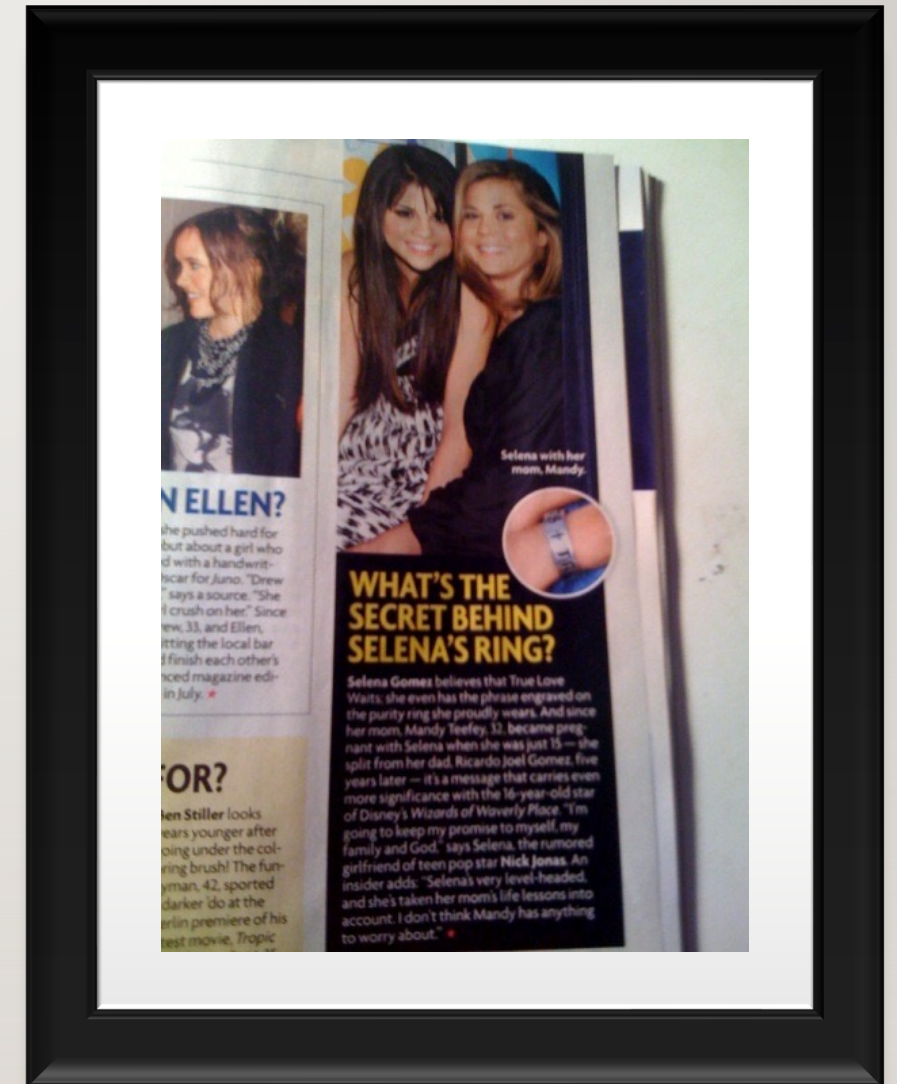 N ELLEN?
she pushed hard for
but about a girl who
d with a handwrit-
scar for Juno. "Drew
" says a source. "She
l crush on her." Since
ew, 33, and Ellen,
itting the local bar
d finish each other's
nced magazine edi-
in July. ★
FOR?
Ben Stiller looks
ears younger after
oing under the col-
ring brush! The fun-
yman, 42, sported
darker 'do at the
erlin premiere of his
test movie, Tropic
Selena with her
mom, Mandy.
WHAT'S THE
SECRET BEHIND
SELENA'S RING?
Selena Gomez believes that True Love
Waits; she even has the phrase engraved on
the purity ring she proudly wears. And since
her mom, Mandy Teefey, 32, became preg-
nant with Selena when she was just 15 — she
split from her dad, Ricardo Joel Gomez, five
years later — it's a message that carries even
more significance with the 16-year-old star
of Disney's Wizards of Waverly Place. "I'm
going to keep my promise to myself, my
family and God," says Selena, the rumored
girlfriend of teen pop star Nick Jonas. An
insider adds: "Selena's very level-headed,
and she's taken her mom's life lessons into
account. I don't think Mandy has anything
to worry about." ★